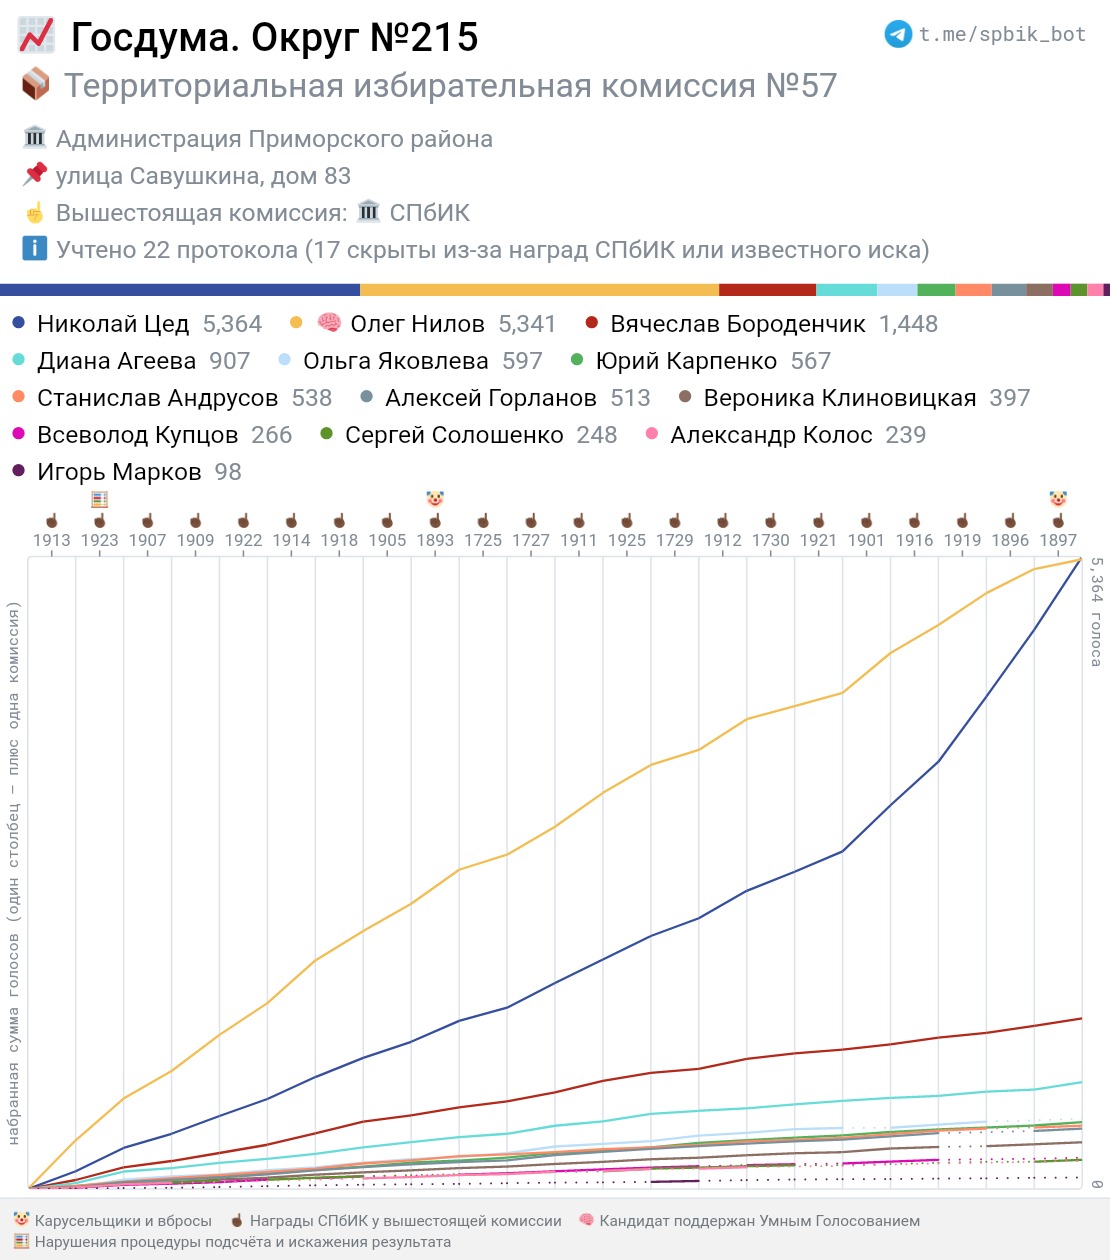 Госдума. Округ №215
t.me/spbik_bot
Территориальная избирательная комиссия №57
Администрация Приморского района
улица Савушкина, дом 83
Вышестоящая комиссия: СПбИК
Учтено 22 протокола (17 скрыты из-за наград СПбИК или известного иска)
Николай Цед 5,364 Олег Нилов 5,341 Вячеслав Бороденчик 1,448
Диана Агеева 907 Ольга Яковлева 597 Юрий Карпенко 567
Станислав Андрусов 538 Алексей Горланов 513 Вероника Клиновицкая 397
Всеволод Купцов 266 Сергей Солошенко 248 Александр Колос 239
Игорь Марков 98
1913 1923 1907 1909 1922 1914 1918 1905 1893 1725 1727 1911 1925 1729 1912 1730 1921 1901 1916 1919 1896 1897
5,364 голоса
набранная сумма голосов (один столбец – плюс одна комиссия)
0
Карусельщики и вбросы Награды СПбИК у вышестоящей комиссии Кандидат поддержан Умным Голосованием
Нарушения процедуры подсчёта и искажения результата